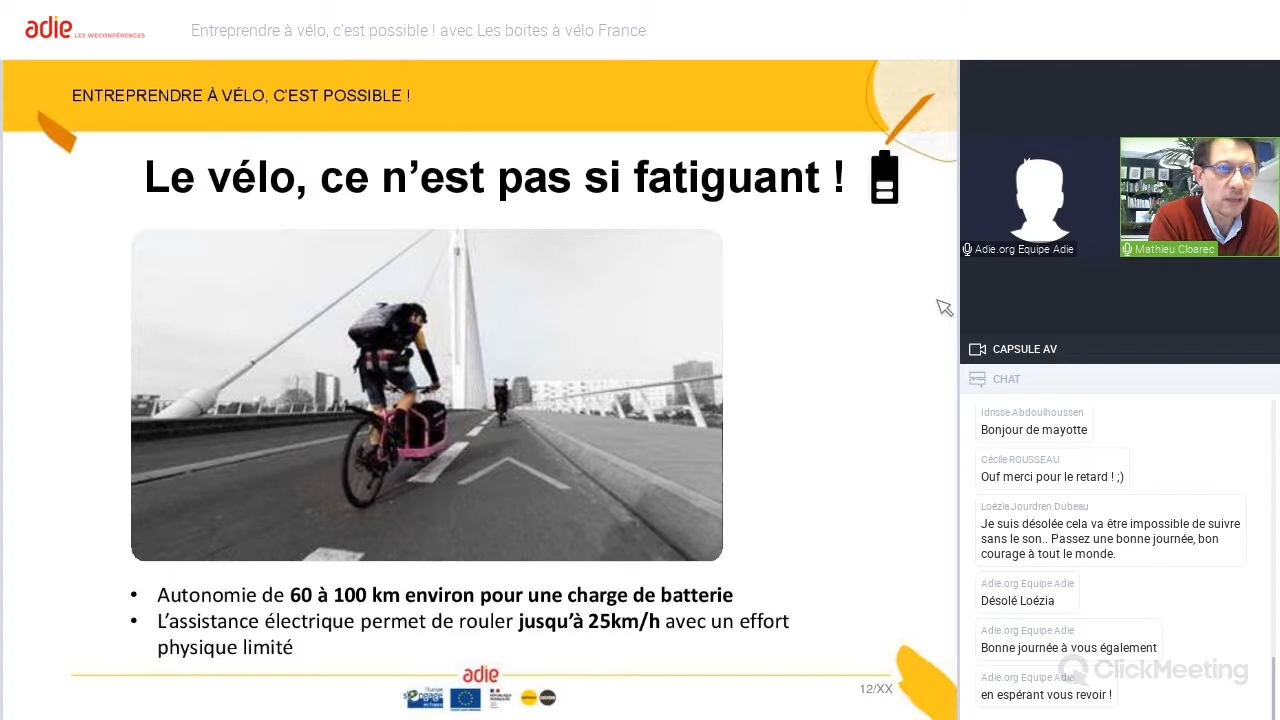 adie LES WECONFÉRENCES
Entreprendre à vélo, c'est possible ! avec Les boites à vélo France
ENTREPRENDRE À VÉLO, C'EST POSSIBLE !
Le vélo, ce n’est pas si fatiguant !
• Autonomie de 60 à 100 km environ pour une charge de batterie
• L’assistance électrique permet de rouler jusqu’à 25km/h avec un effort
physique limité
adie
l'Europe
s'engage
en France
12/XX
Adie.org Equipe Adie
Mathieu Cloarec
CAPSULE AV
CHAT
Idrisse Abdoulhoussen
Bonjour de mayotte
Cécile ROUSSEAU
Ouf merci pour le retard ! ;)
Loézia Jourdren Dubeau
Je suis désolée cela va être impossible de suivre
sans le son.. Passez une bonne journée, bon
courage à tout le monde.
Adie.org Equipe Adie
Désolé Loézia
Adie.org Equipe Adie
Bonne journée à vous également
Adie.org Equipe Adie
en espérant vous revoir !
ClickMeeting